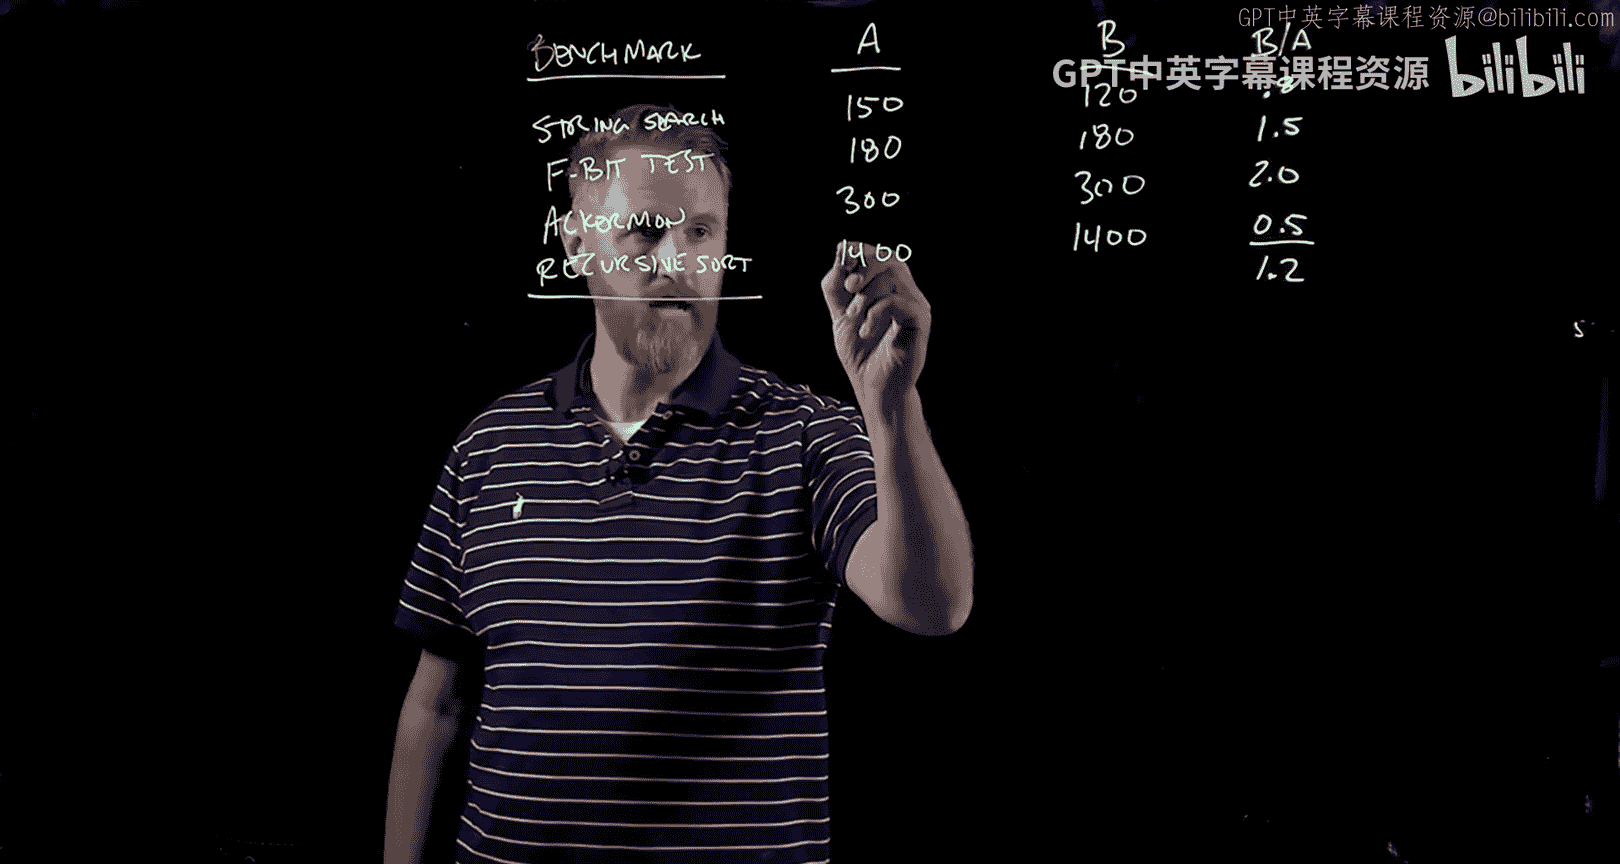 GPT中英字幕课程资源@bilibili.com
BENCHMARK A B B/A
GPT中英字幕课程资源 bilibili
STRING SEARCH 150 120 .8
F-BIT TEST 180 180 1.5
ACKERMON 300 300 2.0
RECURSIVE SORT 1400 1400 0.5
1.2
5